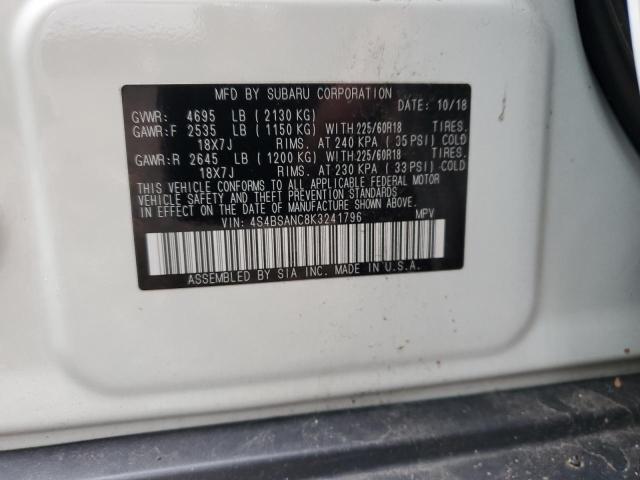 MFD BY SUBARU CORPORATION
DATE: 10/18
GVWR: 4695 LB (2130 KG)
GAWR:F 2535 LB (1150 KG) WITH 225/60R18 TIRES.
18X7J RIMS. AT 240 KPA (35 PSI) COLD
GAWR:R 2645 LB (1200 KG) WITH 225/60R18 TIRES.
18X7J RIMS. AT 230 KPA (33 PSI) COLD
THIS VEHICLE CONFORMS TO ALL APPLICABLE FEDERAL MOTOR
VEHICLE SAFETY AND THEFT PREVENTION STANDARDS
IN EFFECT ON THE DATE OF MANUFACTURE SHOWN ABOVE.
VIN: 4S4BSANC8K3241796 MPV
ASSEMBLED BY SIA INC. MADE IN U.S.A.